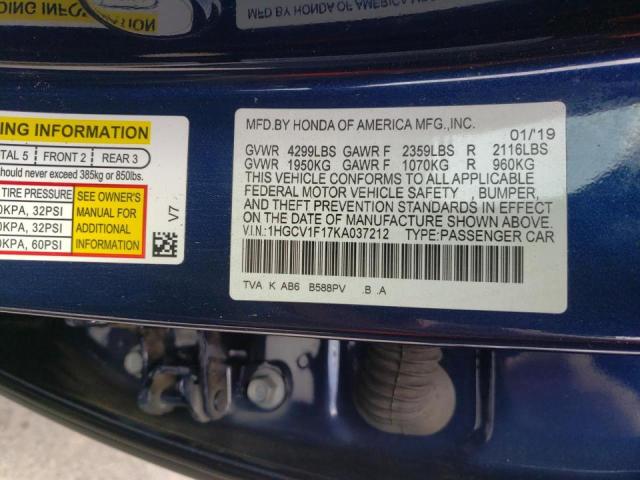 DING INFORMATION
MFD.BY HONDA OF AMERICA
ING INFORMATION
TOTAL 5 FRONT 2 REAR 3
hould never exceed 385kg or 850lbs.
TIRE PRESSURE
0KPA, 32PSI
0KPA, 32PSI
0KPA, 60PSI
SEE OWNER'S
MANUAL FOR
ADDITIONAL
INFORMATION
V7
MFD.BY HONDA OF AMERICA MFG.,INC.
01/'19
GVWR 4299LBS GAWR F 2359LBS R 2116LBS
GVWR 1950KG GAWR F 1070KG R 960KG
THIS VEHICLE CONFORMS TO ALL APPLICABLE
FEDERAL MOTOR VEHICLE SAFETY, BUMPER,
AND THEFT PREVENTION STANDARDS IN EFFECT
ON THE DATE OF MANUFACTURE SHOWN ABOVE.
V.I.N.:1HGCV1F17KA037212 TYPE:PASSENGER CAR
TVA K AB6 B588PV .B .A